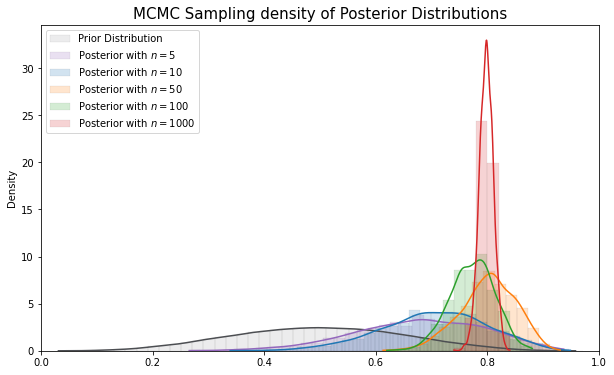 MCMC Sampling density of Posterior Distributions
Prior Distribution
Posterior with n = 5
Posterior with n = 10
Posterior with n = 50
Posterior with n = 100
Posterior with n = 1000
Density
30
25
20
15
10
5
0
0.0 0.2 0.4 0.6 0.8 1.0